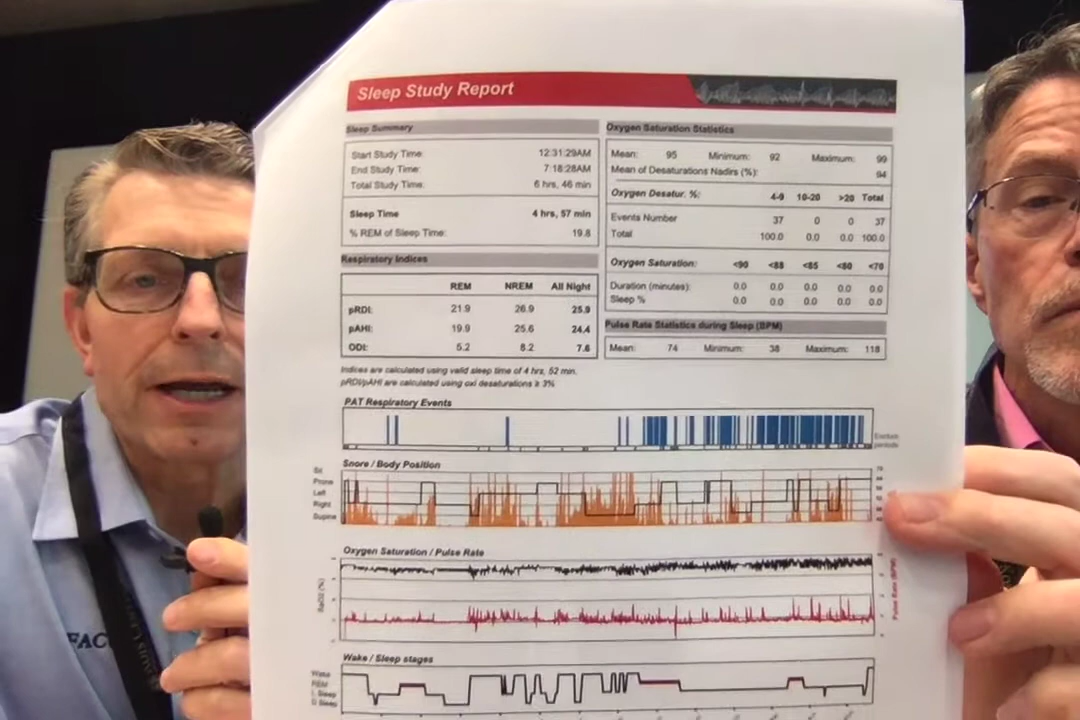 Sleep Study Report
Sleep Summary
Start Study Time: 12:31:29AM
End Study Time: 7:18:28AM
Total Study Time: 6 hrs, 46 min
Sleep Time 4 hrs, 57 min
% REM of Sleep Time: 19.8
Respiratory Indices
REM NREM All Night
pRDI: 21.9 26.9 25.9
pAHI: 19.9 25.6 24.4
ODI: 5.2 8.2 7.6
Indices are calculated using valid sleep time of 4 hrs, 52 min.
pRDI/pAHI are calculated using oxi desaturations ≥ 3%
Oxygen Saturation Statistics
Mean: 95 Minimum: 92 Maximum: 99
Mean of Desaturations Nadirs (%): 94
Oxygen Desatur. %: 4-9 10-20 >20 Total
Events Number 37 0 0 37
Total 100.0 0.0 0.0 100.0
Oxygen Saturation: <90 <88 <85 <80 <70
Duration (minutes): 0.0 0.0 0.0 0.0 0.0
Sleep % 0.0 0.0 0.0 0.0 0.0
Pulse Rate Statistics during Sleep (BPM)
Mean: 74 Minimum: 38 Maximum: 118
PAT Respiratory Events
Exclude
periods
Snore / Body Position
Sit
Prone
Left
Right
Supine
Oxygen Saturation / Pulse Rate
SaO2 (%)
Pulse Rate (BPM)
Wake / Sleep stages
Wake
REM
L Sleep
D Sleep
FAC